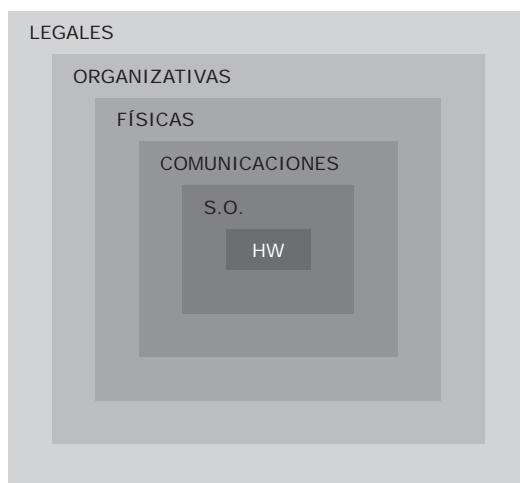 LEGALES
ORGANIZATIVAS
FÍSICAS
COMUNICACIONES
S.O.
HW